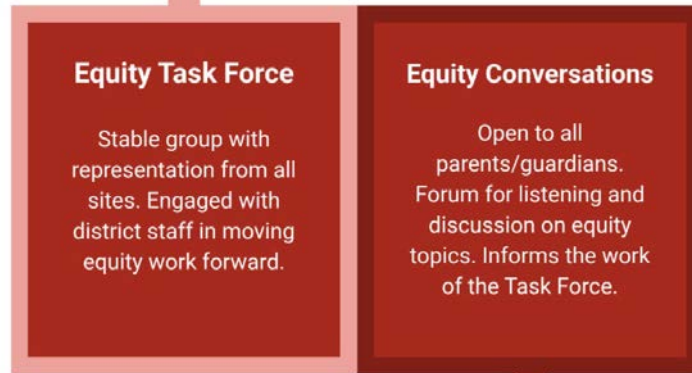 Equity Task Force
Stable group with
representation from all
sites. Engaged with
district staff in moving
equity work forward.
Equity Conversations
Open to all
parents/guardians.
Forum for listening and
discussion on equity
topics. Informs the work
of the Task Force.